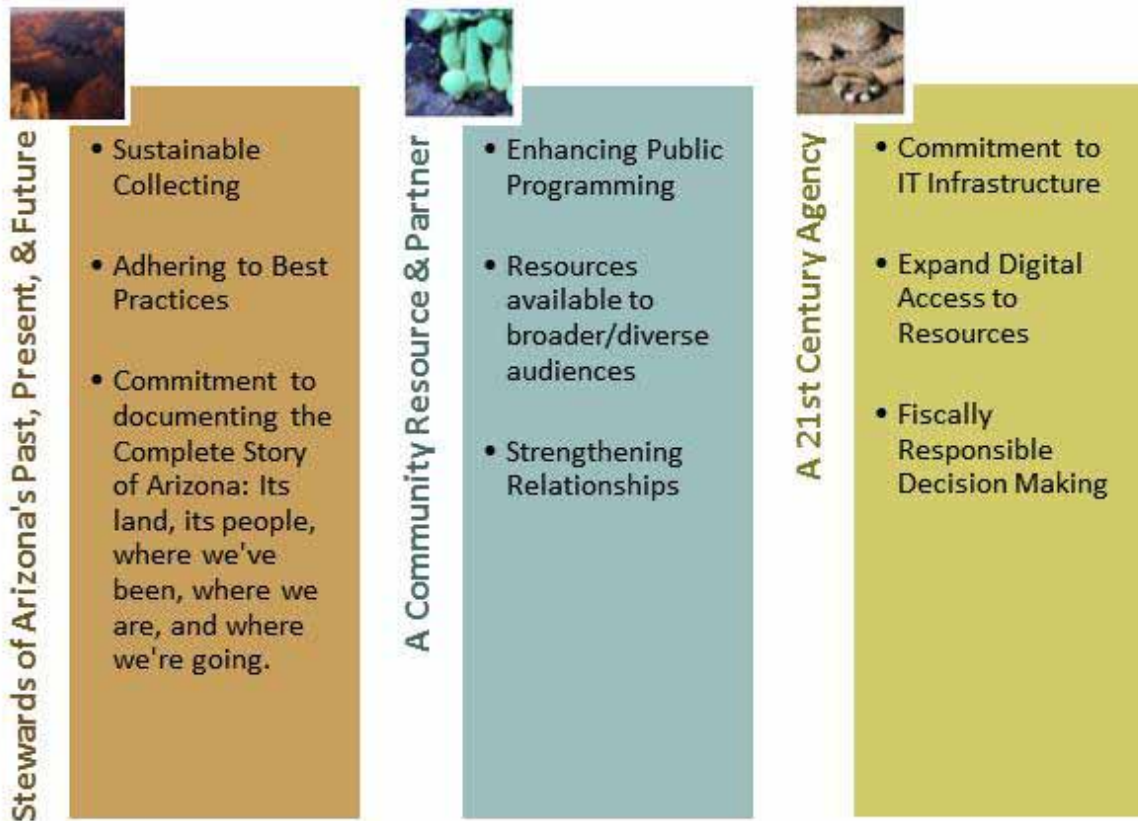 Stewards of Arizona's Past, Present, & Future
• Sustainable
Collecting
• Adhering to Best
Practices
• Commitment to
documenting the
Complete Story
of Arizona: Its
land, its people,
where we've
been, where we
are, and where
we're going.
A Community Resource & Partner
• Enhancing Public
Programming
• Resources
available to
broader/diverse
audiences
• Strengthening
Relationships
A 21st Century Agency
• Commitment to
IT Infrastructure
• Expand Digital
Access to
Resources
• Fiscally
Responsible
Decision Making